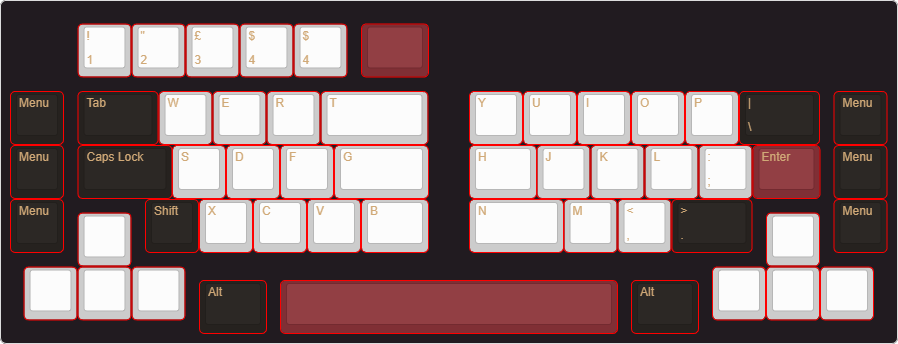 ! " £ $ $
1 2 3 4 4
Menu Tab W E R T Y U I O P | Menu
\
Menu Caps Lock S D F G H J K L : Enter Menu
;
Menu Shift X C V B N M < > Menu
, .
Alt Alt